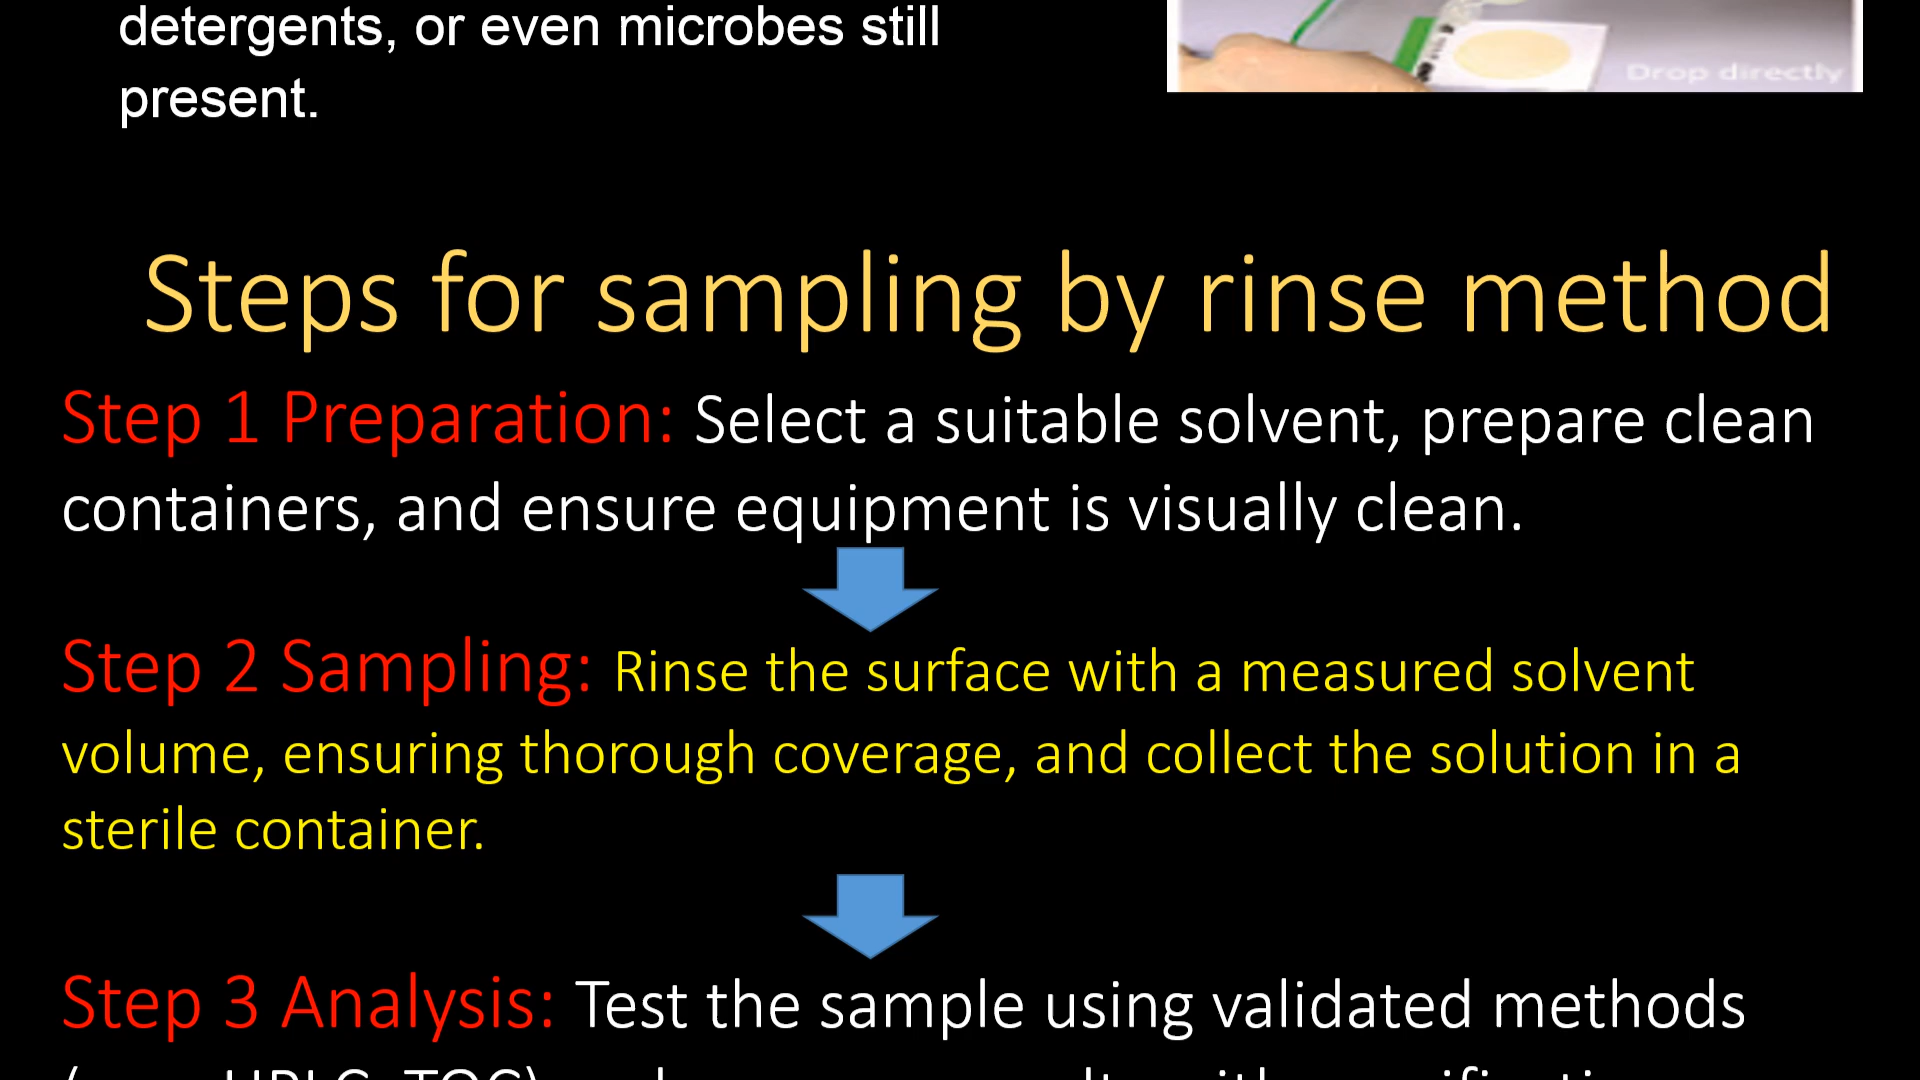 detergents, or even microbes still
present.
Drop directly
Steps for sampling by rinse method
Step 1 Preparation: Select a suitable solvent, prepare clean
containers, and ensure equipment is visually clean.
Step 2 Sampling: Rinse the surface with a measured solvent
volume, ensuring thorough coverage, and collect the solution in a
sterile container.
Step 3 Analysis: Test the sample using validated methods